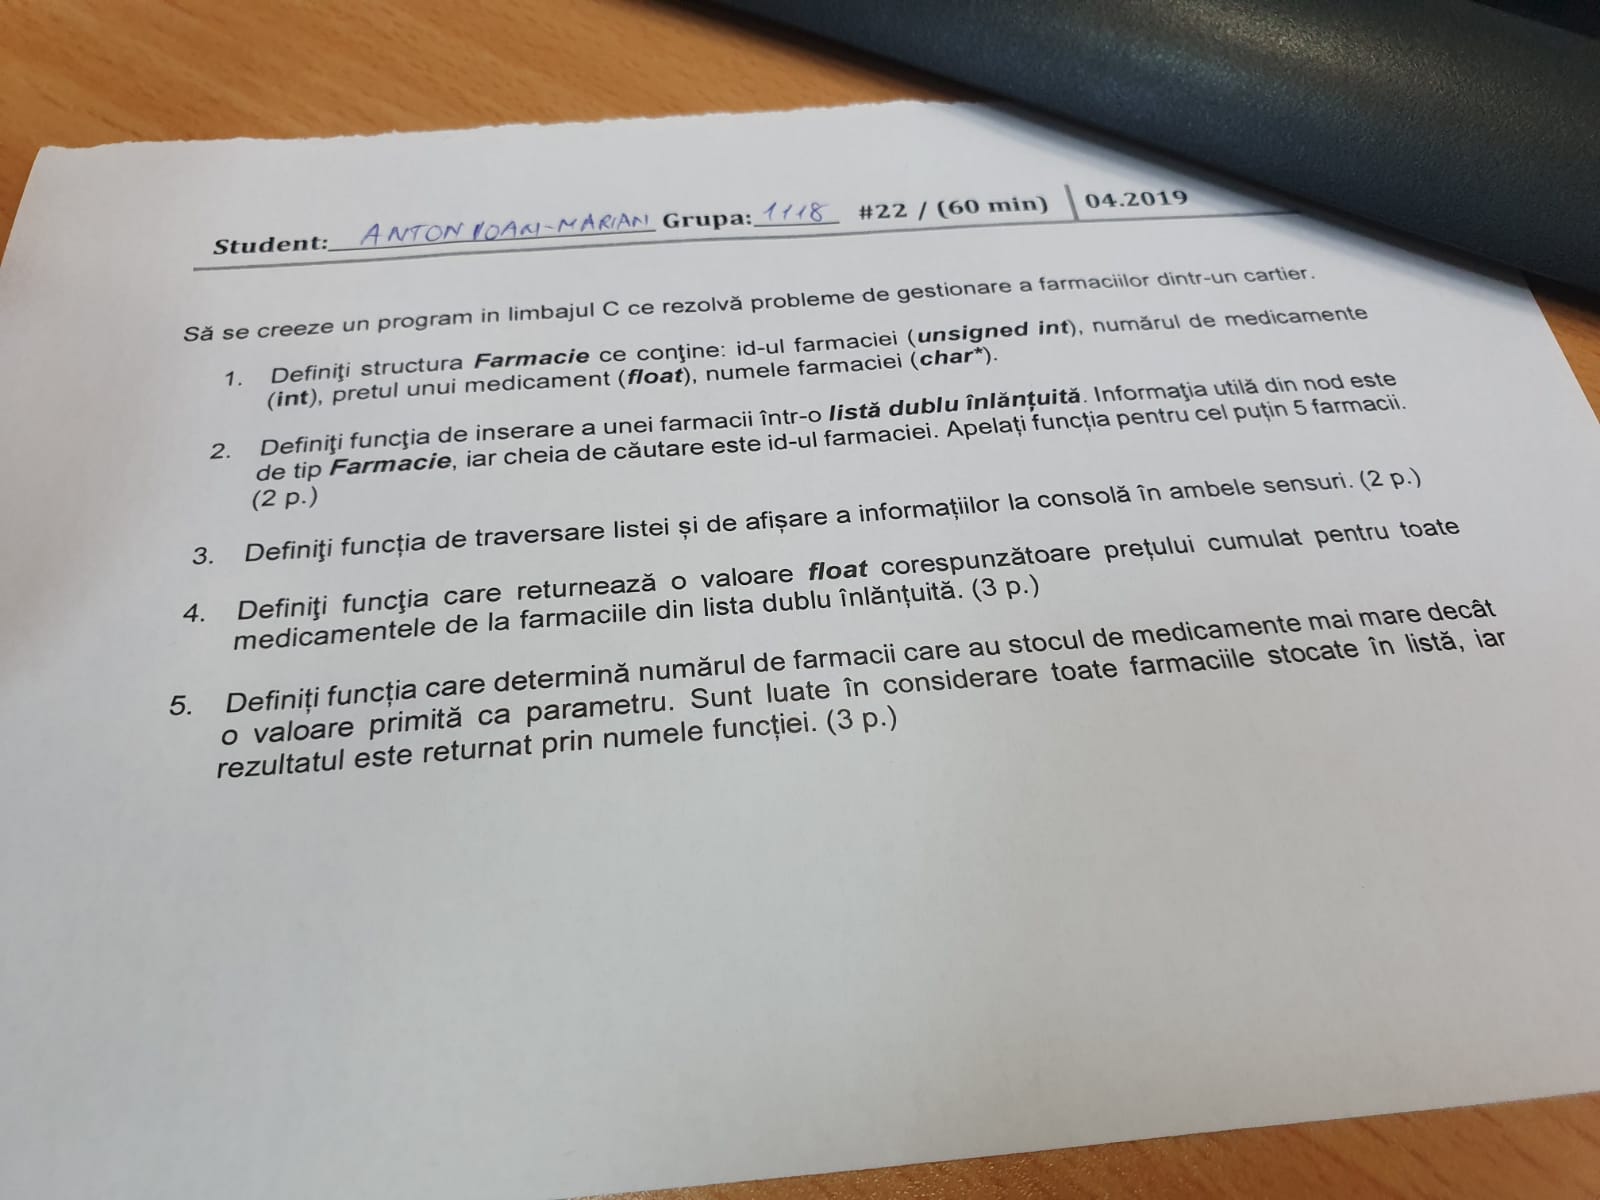 Student: ANTON IOAN-MARIAN Grupa: 1118 #22 / (60 min) | 04.2019
Să se creeze un program in limbajul C ce rezolvă probleme de gestionare a farmaciilor dintr-un cartier.
1. Definiţi structura Farmacie ce conţine: id-ul farmaciei (unsigned int), numărul de medicamente
(int), pretul unui medicament (float), numele farmaciei (char*).
2. Definiţi funcţia de inserare a unei farmacii într-o listă dublu înlănțuită. Informaţia utilă din nod este
de tip Farmacie, iar cheia de căutare este id-ul farmaciei. Apelați funcția pentru cel puțin 5 farmacii.
(2 p.)
3. Definiţi funcția de traversare listei și de afișare a informațiilor la consolă în ambele sensuri. (2 p.)
4. Definiţi funcţia care returnează o valoare float corespunzătoare prețului cumulat pentru toate
medicamentele de la farmaciile din lista dublu înlănțuită. (3 p.)
5. Definiți funcția care determină numărul de farmacii care au stocul de medicamente mai mare decât
o valoare primită ca parametru. Sunt luate în considerare toate farmaciile stocate în listă, iar
rezultatul este returnat prin numele funcției. (3 p.)